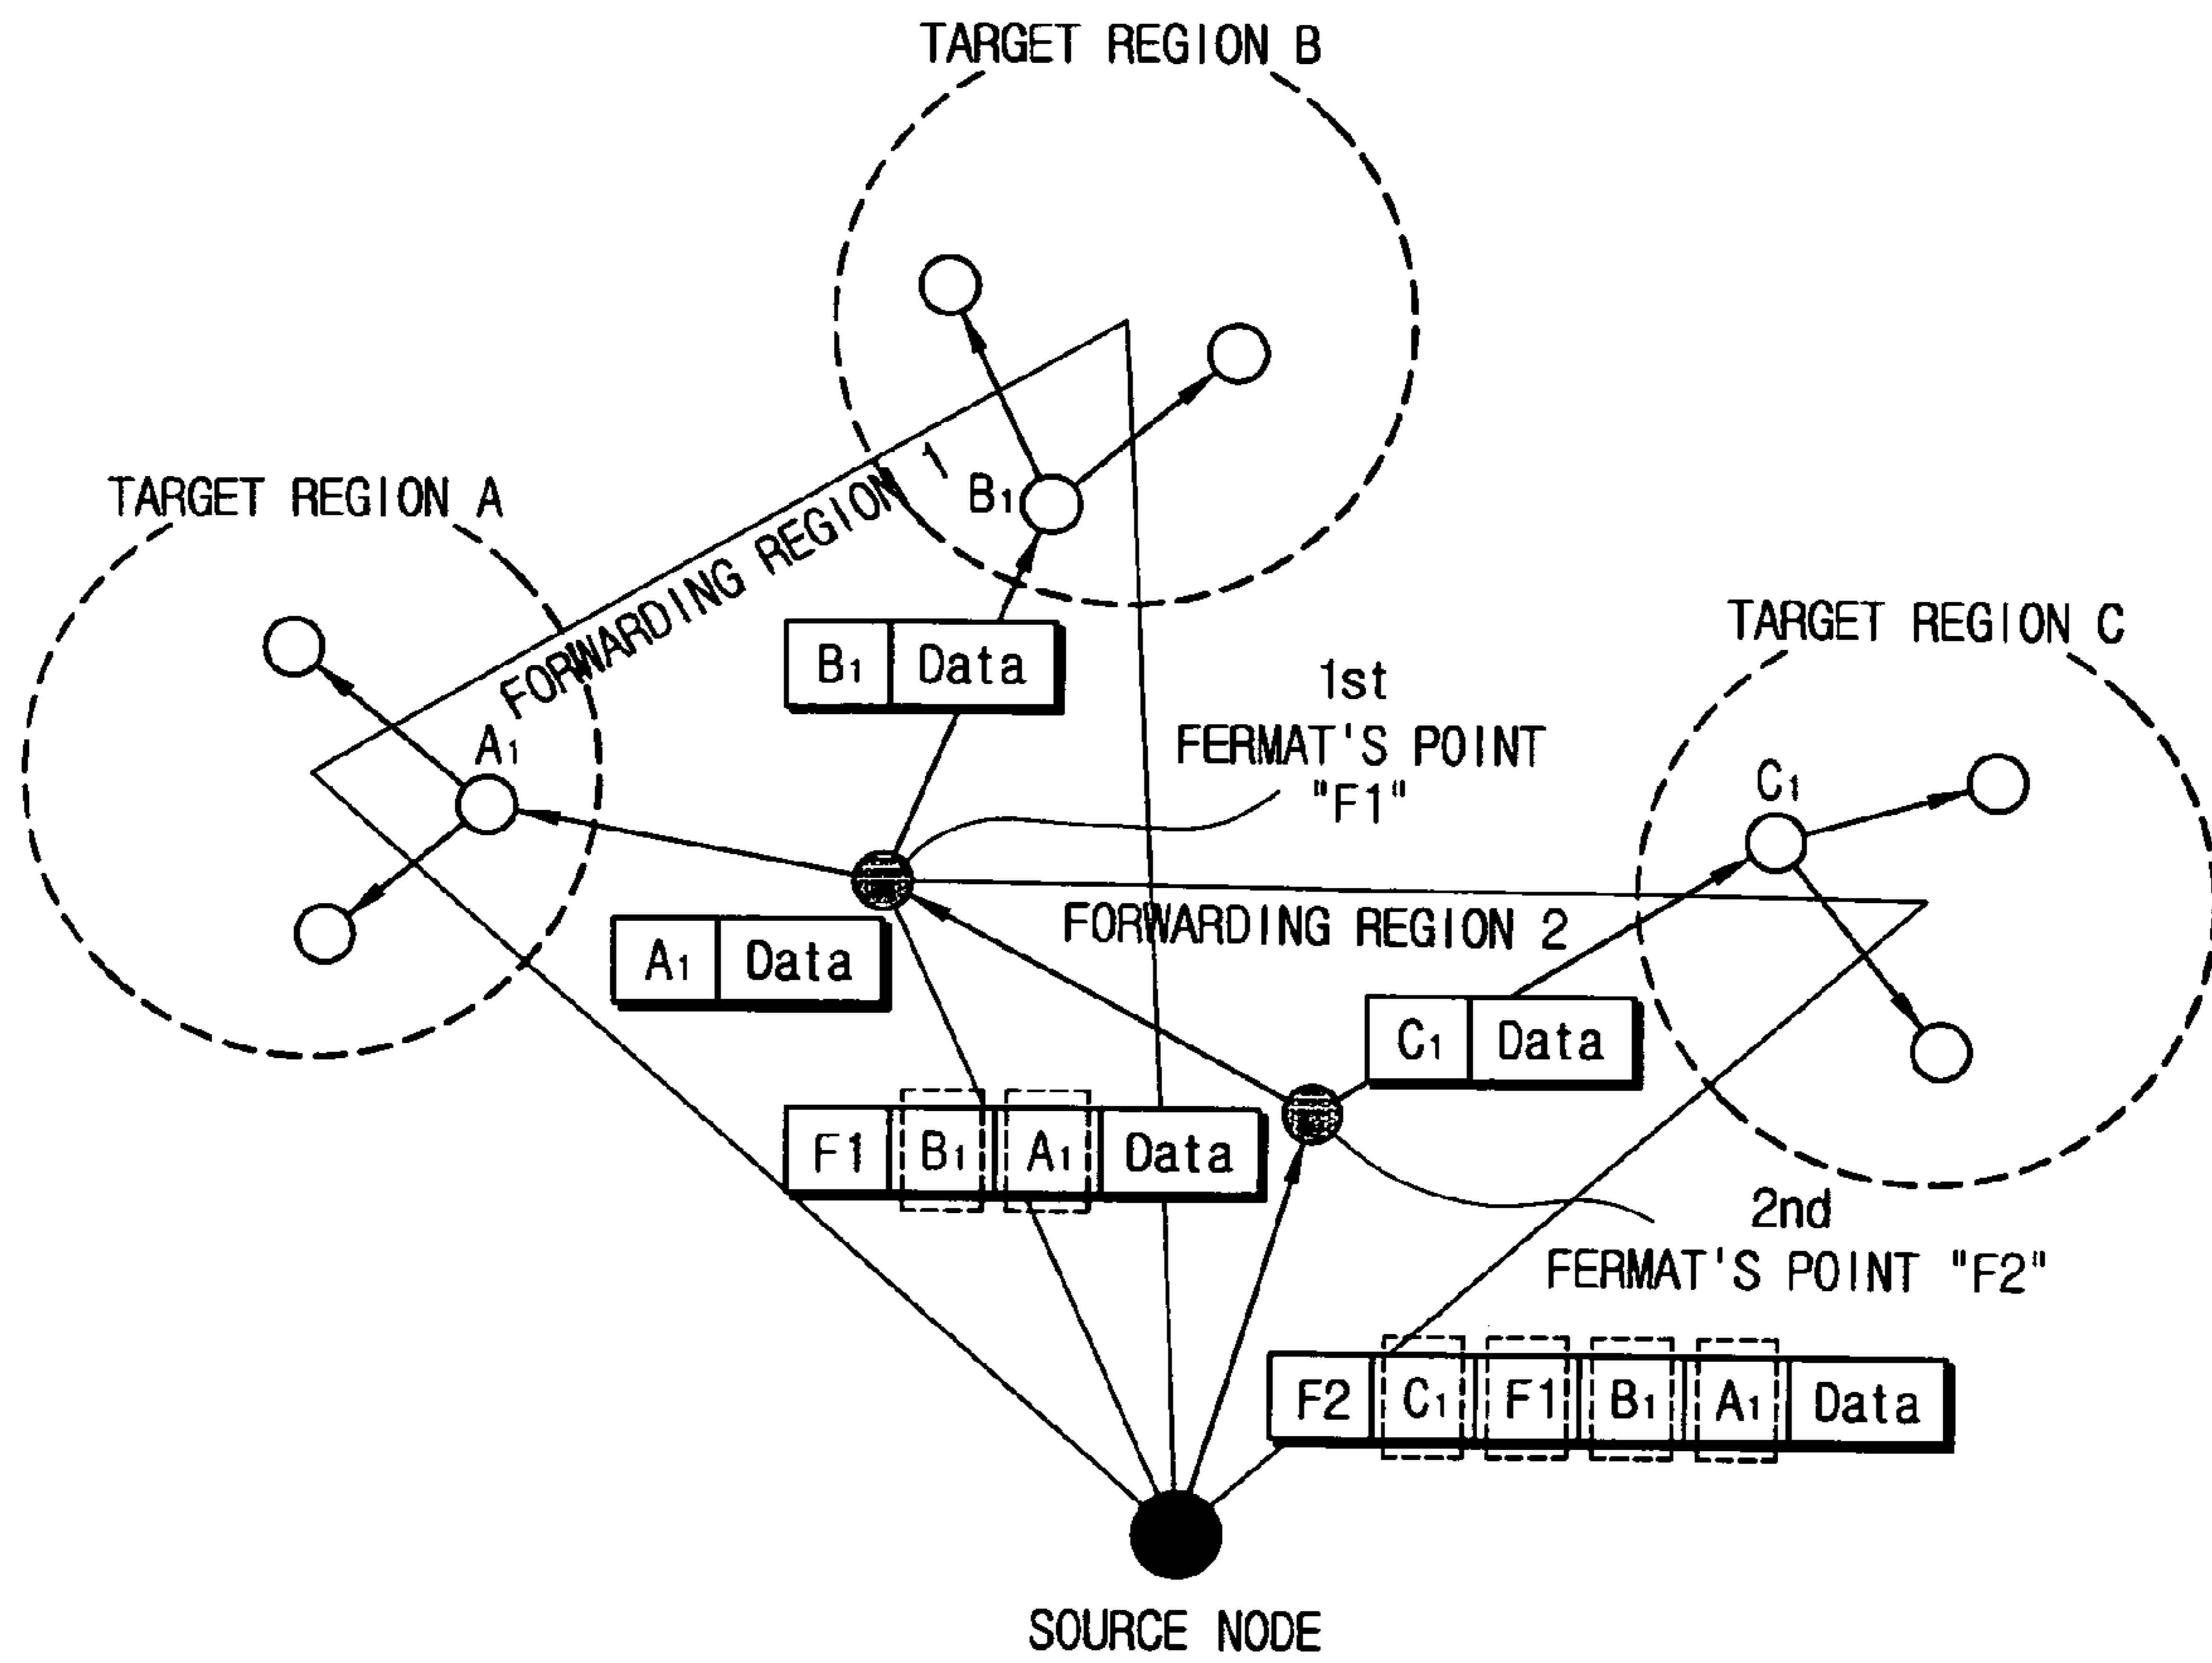 TARGET REGION B
TARGET REGION A
FORWARDING REGION 1
B1
TARGET REGION C
B1 Data
1st
FERMAT'S POINT
"F1"
A1
C1
FORWARDING REGION 2
A1 Data
C1 Data
F1 B1 A1 Data
2nd
FERMAT'S POINT "F2"
F2 C1 F1 B1 A1 Data
SOURCE NODE